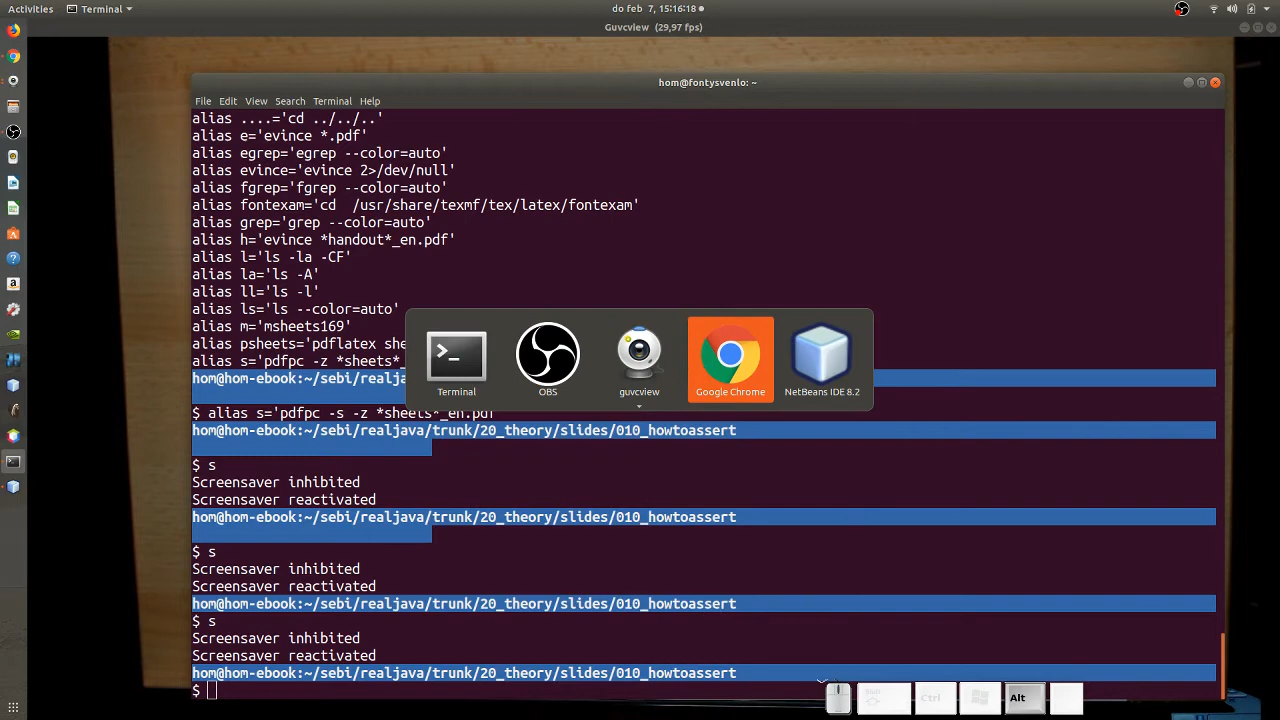 Activities
Terminal
do feb 7, 15:16:18
Guvcview (29,97 fps)
hom@fontysvenlo: ~
File Edit View Search Terminal Help
alias ....='cd ../../..'
alias e='evince *.pdf'
alias egrep='egrep --color=auto'
alias evince='evince 2>/dev/null'
alias fgrep='fgrep --color=auto'
alias fontexam='cd  /usr/share/texmf/tex/latex/fontexam'
alias grep='grep --color=auto'
alias h='evince *handout*_en.pdf'
alias l='ls -la -CF'
alias la='ls -A'
alias ll='ls -l'
alias ls='ls --color=auto'
alias m='msheets169'
alias psheets='pdflatex she
alias s='pdfpc -z *sheets*_
hom@hom-ebook:~/sebi/realja
$ alias s='pdfpc -s -z *sheets*_en.pdf
hom@hom-ebook:~/sebi/realjava/trunk/20_theory/slides/010_howtoassert
$ s
Screensaver inhibited
Screensaver reactivated
hom@hom-ebook:~/sebi/realjava/trunk/20_theory/slides/010_howtoassert
$ s
Screensaver inhibited
Screensaver reactivated
hom@hom-ebook:~/sebi/realjava/trunk/20_theory/slides/010_howtoassert
$ s
Screensaver inhibited
Screensaver reactivated
hom@hom-ebook:~/sebi/realjava/trunk/20_theory/slides/010_howtoassert
$
Terminal
OBS
guvcview
Google Chrome
NetBeans IDE 8.2
Shift
Ctrl
Alt